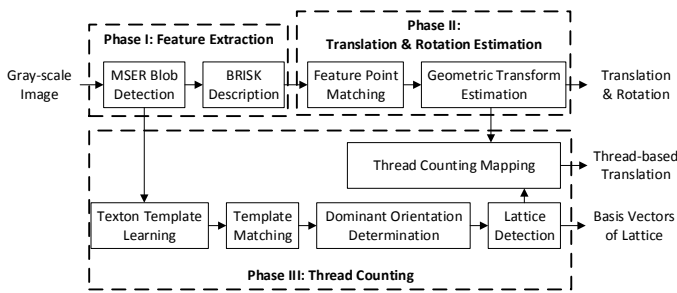 Phase I: Feature Extraction
Phase II:
Translation & Rotation Estimation
Gray-scale
Image
MSER Blob
Detection
BRISK
Description
Feature Point
Matching
Geometric Transform
Estimation
Translation
& Rotation
Thread Counting Mapping
Thread-based
Translation
Texton Template
Learning
Template
Matching
Dominant Orientation
Determination
Lattice
Detection
Basis Vectors
of Lattice
Phase III: Thread Counting